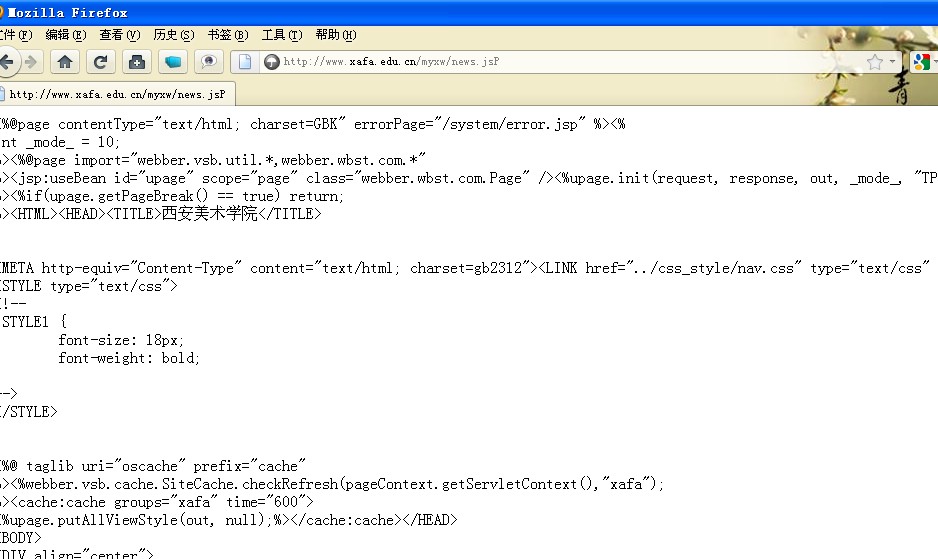 Mozilla Firefox
件(F) 编辑(E) 查看(V) 历史(S) 书签(B) 工具(T) 帮助(H)
http://www.xafa.edu.cn/myxw/news.jsP
青
http://www.xafa.edu.cn/myxw/news.jsP
%@page contentType="text/html; charset=GBK" errorPage="/system/error.jsp" %><%
nt _mode_ = 10;
><%@page import="webber.vsb.util.*,webber.wbst.com.*"
><jsp:useBean id="upage" scope="page" class="webber.wbst.com.Page" /><%upage.init(request, response, out, _mode_, "TP
><%if(upage.getPageBreak() == true) return;
><HTML><HEAD><TITLE>西安美术学院</TITLE>
META http-equiv="Content-Type" content="text/html; charset=gb2312"><LINK href="../css_style/nav.css" type="text/css"
STYLE type="text/css">
!--
STYLE1 {
font-size: 18px;
font-weight: bold;
-->
/STYLE>
%@ taglib uri="oscache" prefix="cache"
><%webber.vsb.cache.SiteCache.checkRefresh(pageContext.getServletContext(),"xafa");
><cache:cache groups="xafa" time="600">
%upage.putAllViewStyle(out, null);%></cache:cache></HEAD>
BODY>
DIV align="center">